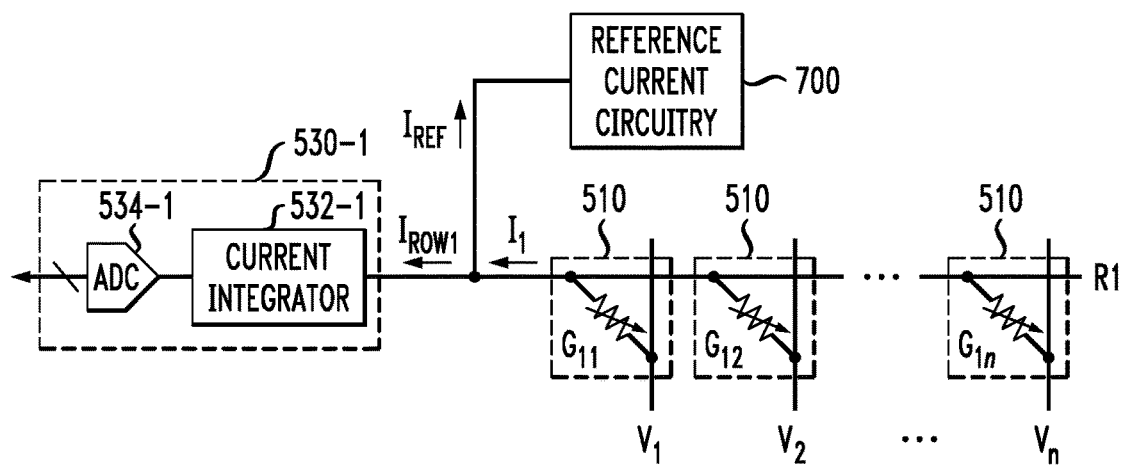 REFERENCE
CURRENT
CIRCUITRY
700
I_REF
530-1
534-1
532-1
510
510
510
ADC
CURRENT
INTEGRATOR
I_ROW1
I_1
...
R1
G_11
G_12
G_1n
V_1
V_2
...
V_n